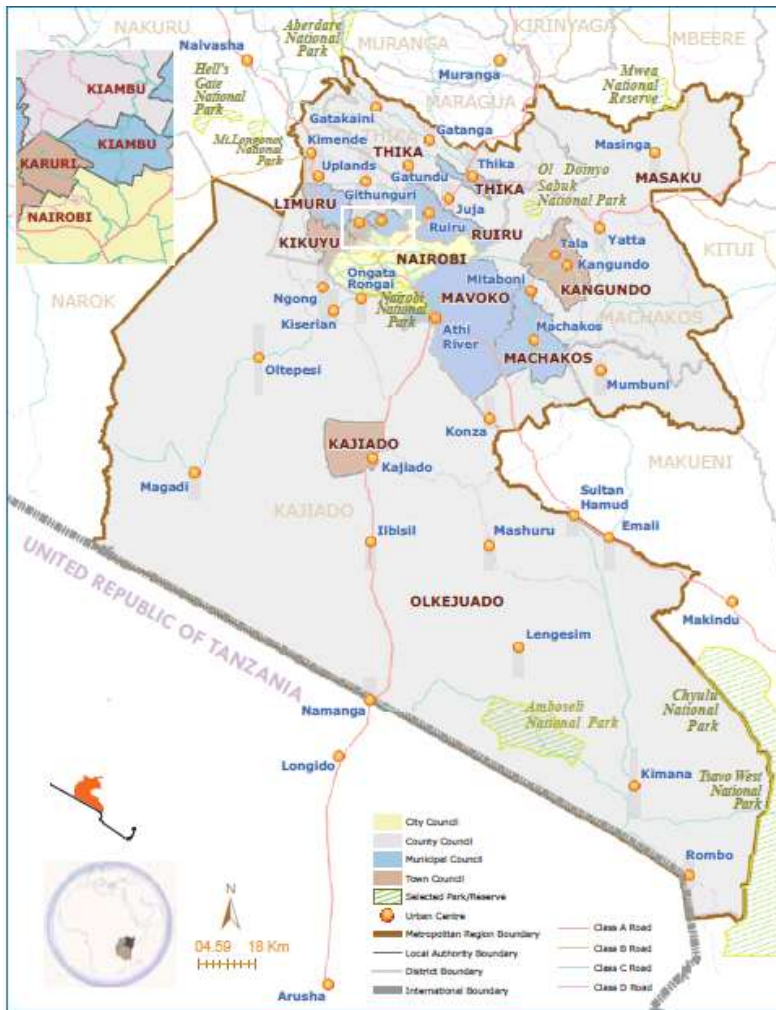 NAKURU
Aberdare
National
Park
KIRINYAGA
Naivasha
MURANGA
MBEERE
Hell's
Gate
National
Park
Muranga
Mwea
National
Reserve
KIAMBU
MARAGUA
KIAMBU
Gatakaini
Mt.Longonot
National
Park
Kimende
THIKA
Gatanga
Masinga
KARURI
THIKA
Uplands
Gatundu
Thika
Ol Doinyo
Sabuk
National Park
MASAKU
THIKA
Githunguri
LIMURU
Juja
NAIROBI
Ruiru
RUIRU
KIKUYU
Tala
Yatta
KITUI
NAIROBI
Kangundo
Ongata
Rongai
Mitaboni
NAROK
Ngong
Nairobi
National
Park
MAVOKO
KANGUNDO
Kiserian
MACHAKOS
Athi
River
Machakos
MACHAKOS
Oltepesi
Mumbuni
Konza
KAJIADO
Kajiado
MAKUENI
Magadi
Sultan
Hamud
KAJIADO
Emali
Ilbisil
Mashuru
UNITED REPUBLIC OF TANZANIA
OLKEJUADO
Makindu
Lengesim
Namanga
Amboseli
National Park
Chyulu
National
Park
Longido
Kimana
Tsavo West
National
Park
City Council
County Council
Municipal Council
Town Council
Selected Park/Reserve
Urban Centre
Metropolitan Region Boundary
Local Authority Boundary
District Boundary
International Boundary
Class A Road
Class B Road
Class C Road
Class D Road
Rombo
N
04.59 18 Km
Arusha